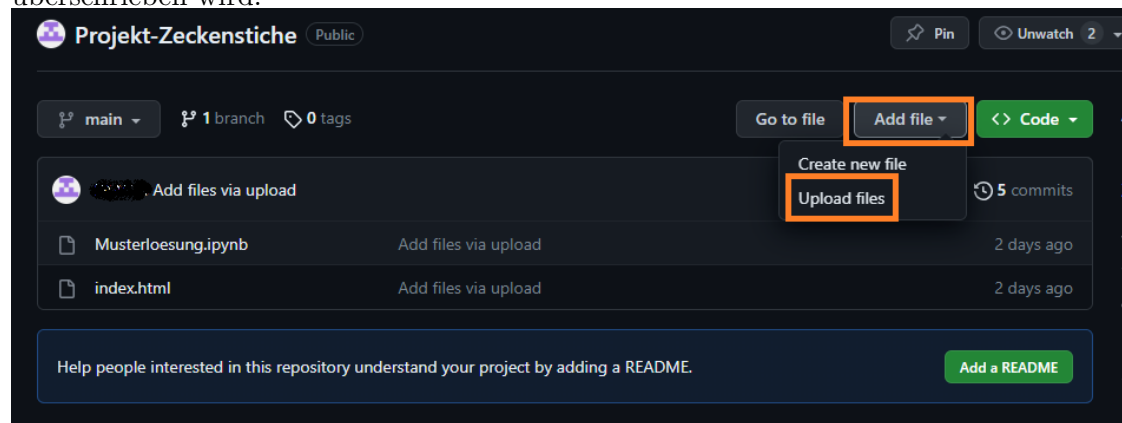 überschrieben wird.
Projekt-Zeckenstiche Public Pin Unwatch 2
main 1 branch 0 tags Go to file Add file Code
Create new file
Add files via upload 5 commits
Upload files
Musterloesung.ipynb Add files via upload 2 days ago
index.html Add files via upload 2 days ago
Help people interested in this repository understand your project by adding a README. Add a README